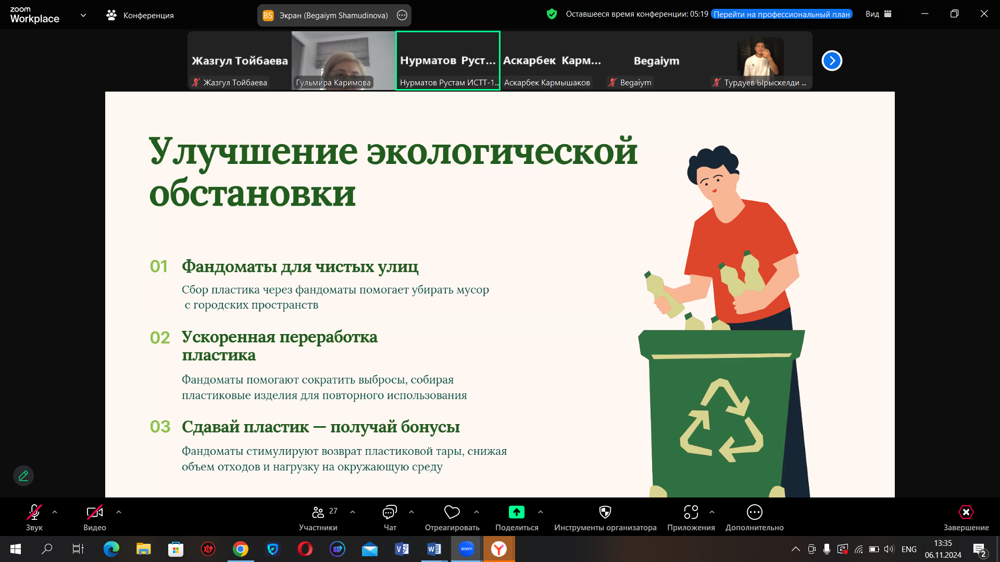 zoom
Workplace
Конференция
BS
Экран (Begaiym Shamudinova)
Оставшееся время конференции: 05:19
Перейти на профессиональный план
Вид
Жазгул Тойбаева
Нурматов Руст...
Аскарбек Карм...
Begaiym
Жазгул Тойбаева
Гульмира Каримова
Нурматов Рустам ИСТТ-1...
Аскарбек Кармышаков
Begaiym
Турдуев Ырыскелди ...
Улучшение экологической
обстановки
01
Фандоматы для чистых улиц
Сбор пластика через фандоматы помогает убирать мусор
с городских пространств
02
Ускоренная переработка
пластика
Фандоматы помогают сократить выбросы, собирая
пластиковые изделия для повторного использования
03
Сдавай пластик — получай бонусы
Фандоматы стимулируют возврат пластиковой тары, снижая
объем отходов и нагрузку на окружающую среду
Звук
Видео
27
Участники
Чат
Отреагировать
Поделиться
Инструменты организатора
Приложения
Дополнительно
Завершение
zoom
ENG
13:35
06.11.2024
2